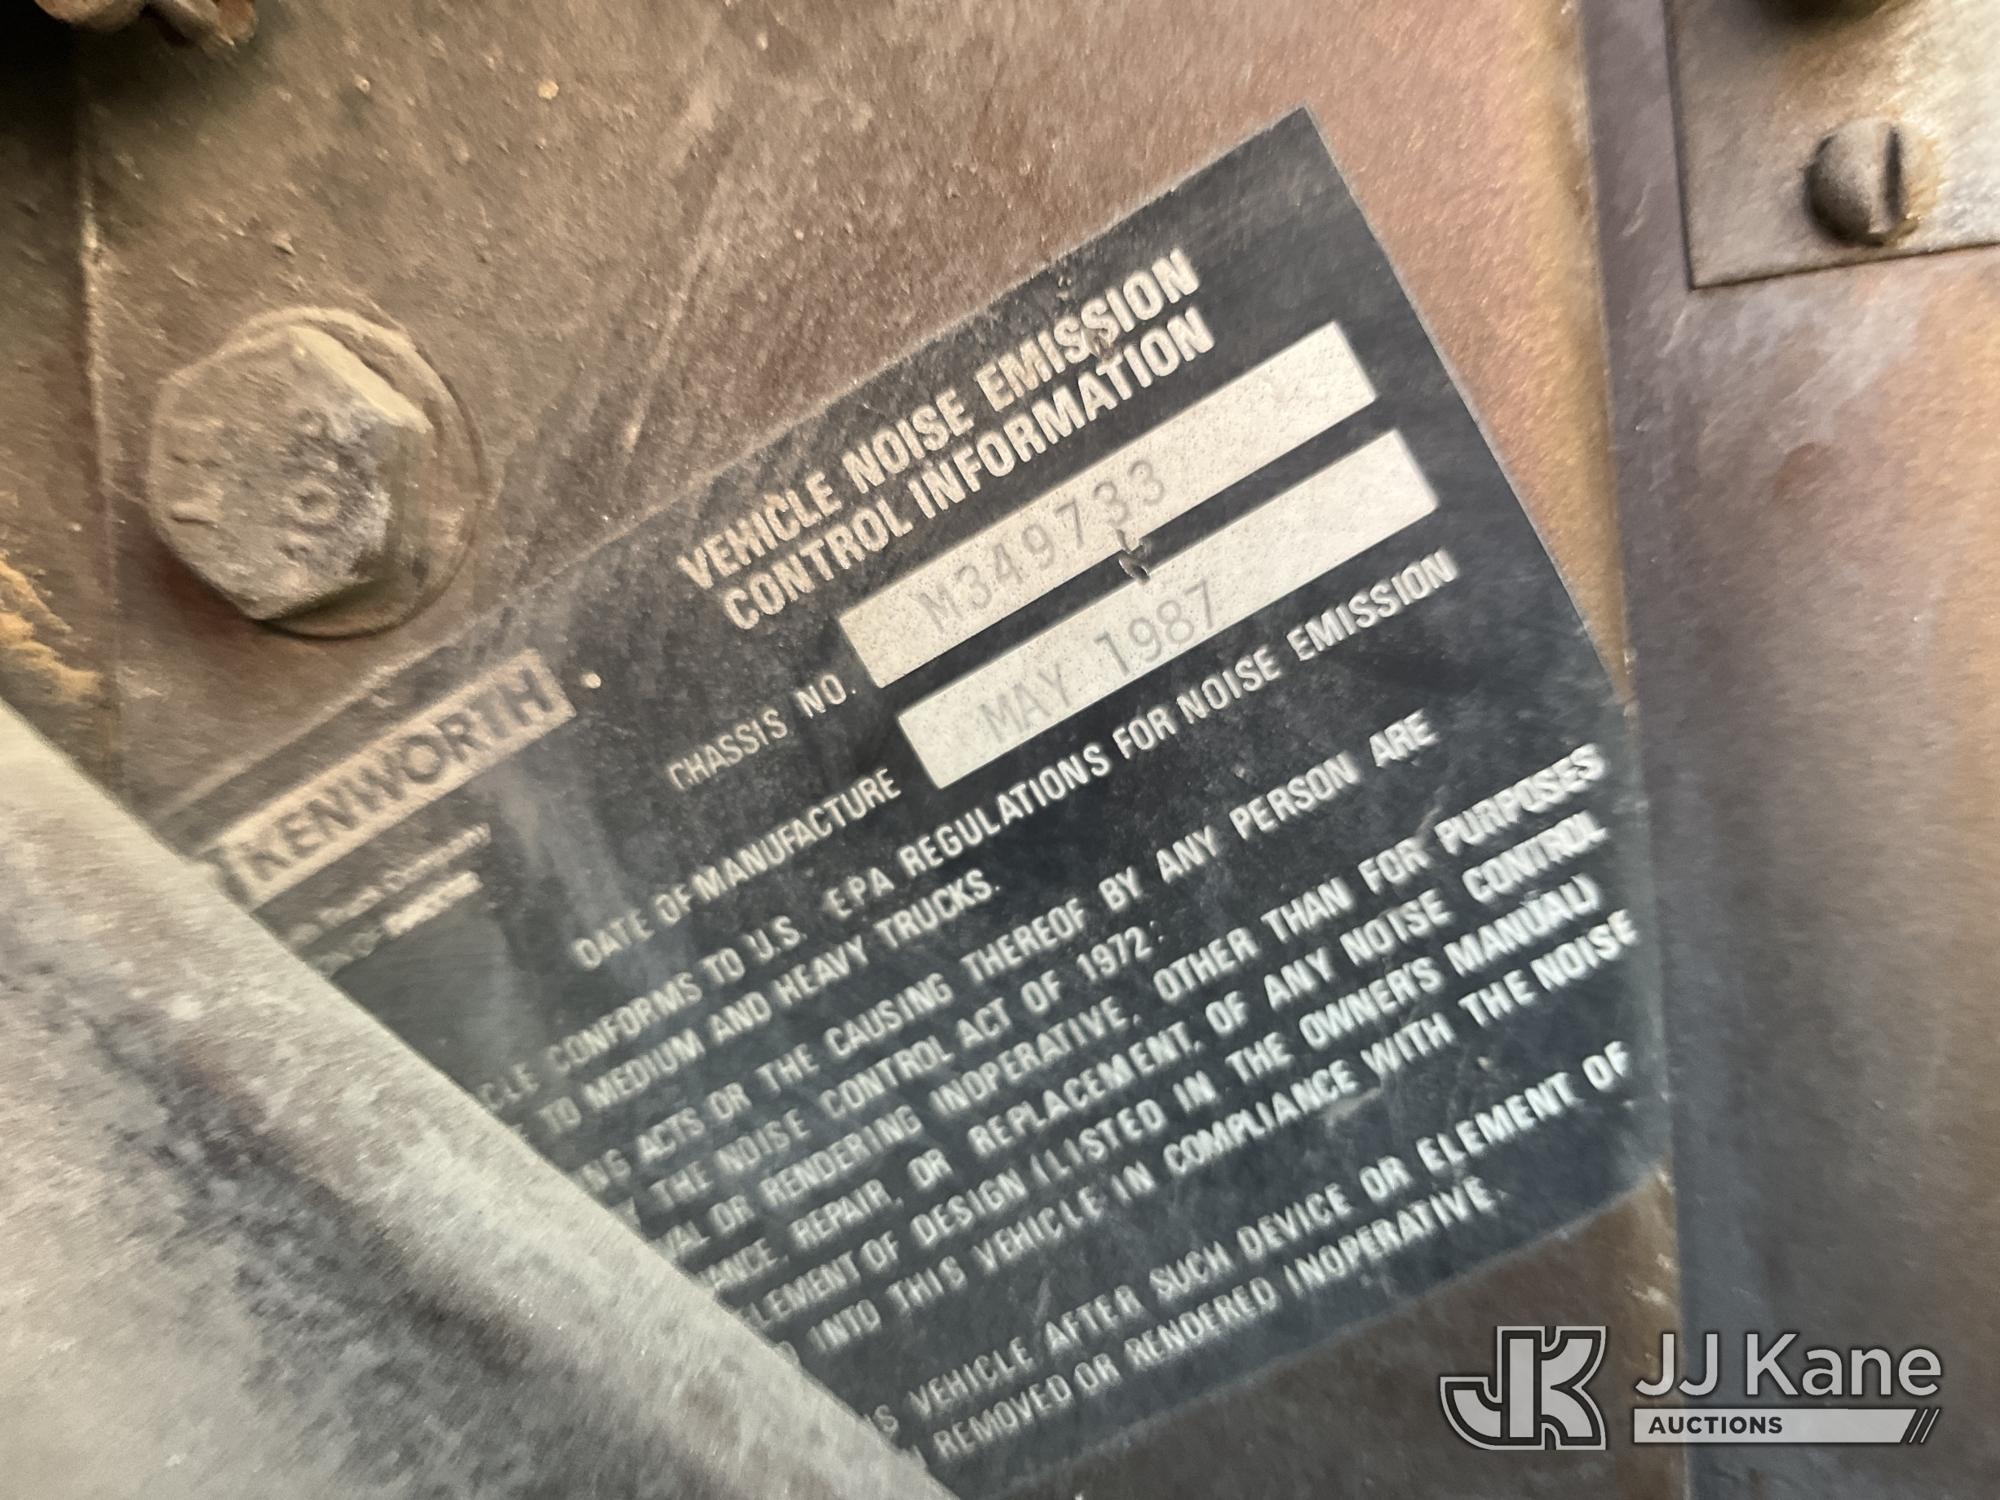 VEHICLE NOISE EMISSION
CONTROL INFORMATION
KENWORTH
CHASSIS NO. M349733
DATE OF MANUFACTURE MAY 1987
CONFORMS TO U.S. EPA REGULATIONS FOR NOISE EMISSION
TO MEDIUM AND HEAVY TRUCKS.
ACTS OR THE CAUSING THEREOF BY ANY PERSON ARE
THE NOISE CONTROL ACT OF 1972:
OR RENDERING INOPERATIVE, OTHER THAN FOR PURPOSES
REPAIR, OR REPLACEMENT, OF ANY NOISE CONTROL
ELEMENT OF DESIGN (LISTED IN THE OWNER'S MANUAL)
INTO THIS VEHICLE IN COMPLIANCE WITH THE NOISE
VEHICLE AFTER SUCH DEVICE OR ELEMENT OF
REMOVED OR RENDERED INOPERATIVE.
JK JJ Kane
AUCTIONS